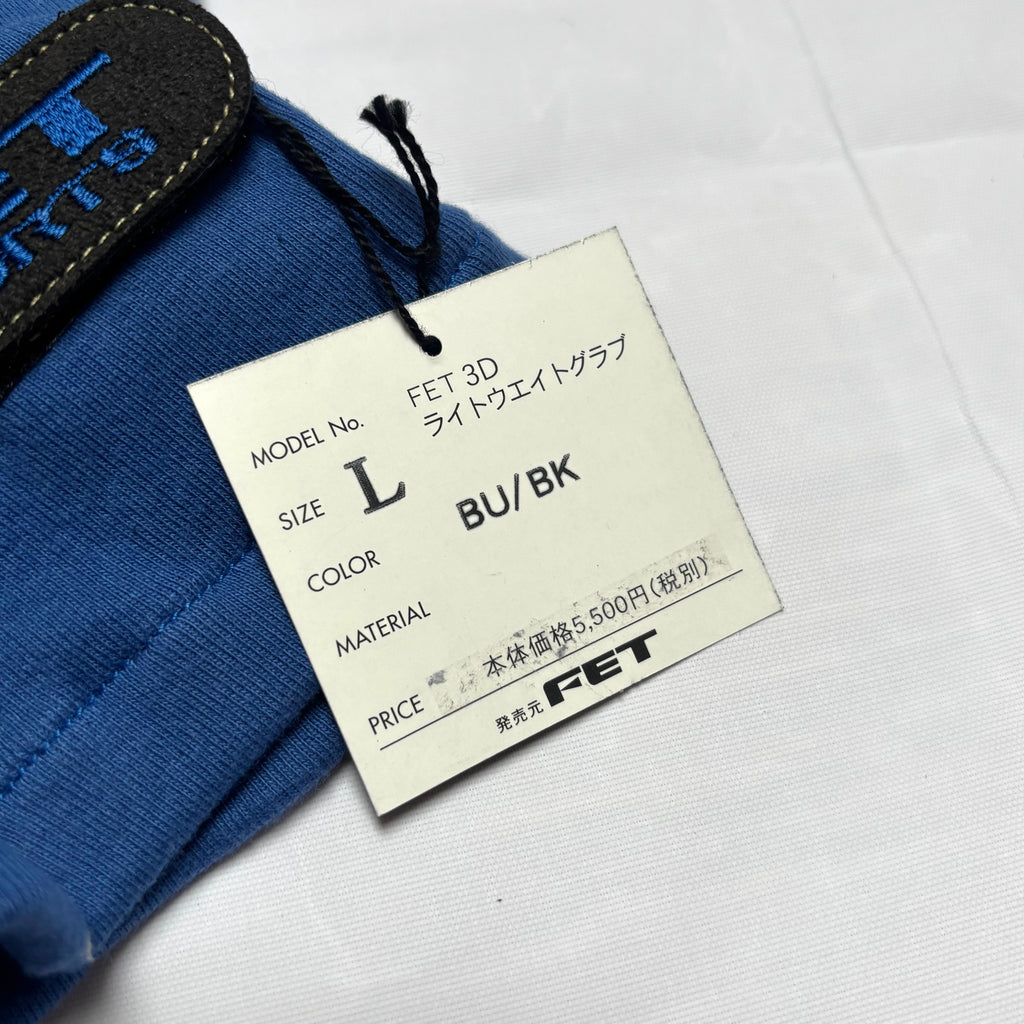 MODEL No. FET 3D
ライトウエイトグラブ
SIZE L
COLOR BU/BK
MATERIAL
PRICE 本体価格5,500円(税別)
発売元 FET